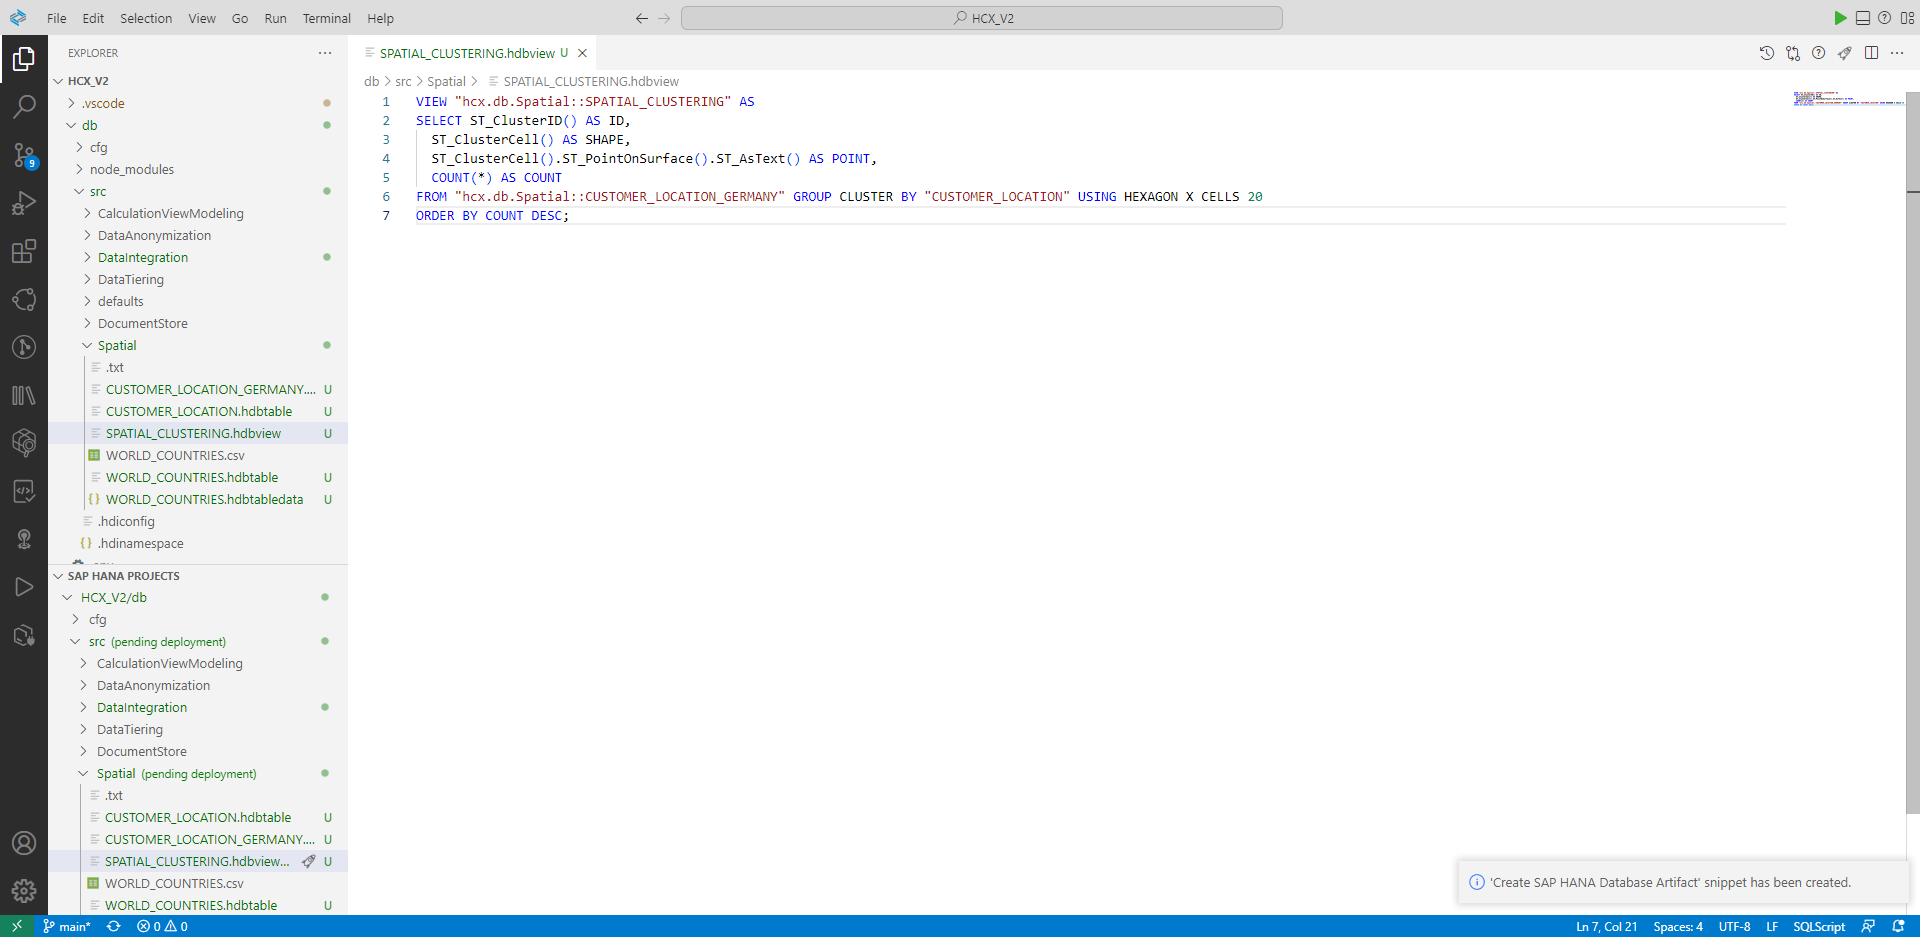 File Edit Selection View Go Run Terminal Help
HCX_V2
EXPLORER
HCX_V2
.vscode
db
cfg
node_modules
src
CalculationViewModeling
DataAnonymization
DataIntegration
DataTiering
defaults
DocumentStore
Spatial
.txt
CUSTOMER_LOCATION_GERMANY.... U
CUSTOMER_LOCATION.hdbtable U
SPATIAL_CLUSTERING.hdbview U
WORLD_COUNTRIES.csv
WORLD_COUNTRIES.hdbtable U
WORLD_COUNTRIES.hdbtabledata U
.hdiconfig
.hdinamespace
9
SAP HANA PROJECTS
HCX_V2/db
cfg
src (pending deployment)
CalculationViewModeling
DataAnonymization
DataIntegration
DataTiering
DocumentStore
Spatial (pending deployment)
.txt
CUSTOMER_LOCATION.hdbtable U
CUSTOMER_LOCATION_GERMANY.... U
SPATIAL_CLUSTERING.hdbview... U
WORLD_COUNTRIES.csv
WORLD_COUNTRIES.hdbtable U
SPATIAL_CLUSTERING.hdbview U
db > src > Spatial > SPATIAL_CLUSTERING.hdbview
1 VIEW "hcx.db.Spatial::SPATIAL_CLUSTERING" AS
2 SELECT ST_ClusterID() AS ID,
3 ST_ClusterCell() AS SHAPE,
4 ST_ClusterCell().ST_PointOnSurface().ST_AsText() AS POINT,
5 COUNT(*) AS COUNT
6 FROM "hcx.db.Spatial::CUSTOMER_LOCATION_GERMANY" GROUP CLUSTER BY "CUSTOMER_LOCATION" USING HEXAGON X CELLS 20
7 ORDER BY COUNT DESC;
'Create SAP HANA Database Artifact' snippet has been created.
main* 0 0 Ln 7, Col 21 Spaces: 4 UTF-8 LF SQLScript